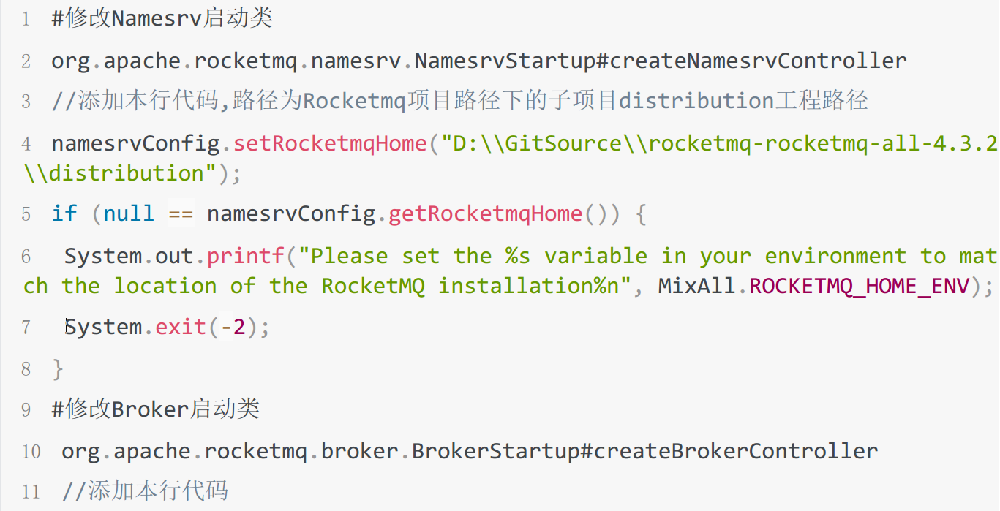 1 #修改Namesrv启动类
2 org.apache.rocketmq.namesrv.NamesrvStartup#createNamesrvController
3 //添加本行代码,路径为Rocketmq项目路径下的子项目distribution工程路径
4 namesrvConfig.setRocketmqHome("D:\\GitSource\\rocketmq-rocketmq-all-4.3.2
\\distribution");
5 if (null == namesrvConfig.getRocketmqHome()) {
6 System.out.printf("Please set the %s variable in your environment to mat
ch the location of the RocketMQ installation%n", MixAll.ROCKETMQ_HOME_ENV);
7 System.exit(-2);
8 }
9 #修改Broker启动类
10 org.apache.rocketmq.broker.BrokerStartup#createBrokerController
11 //添加本行代码